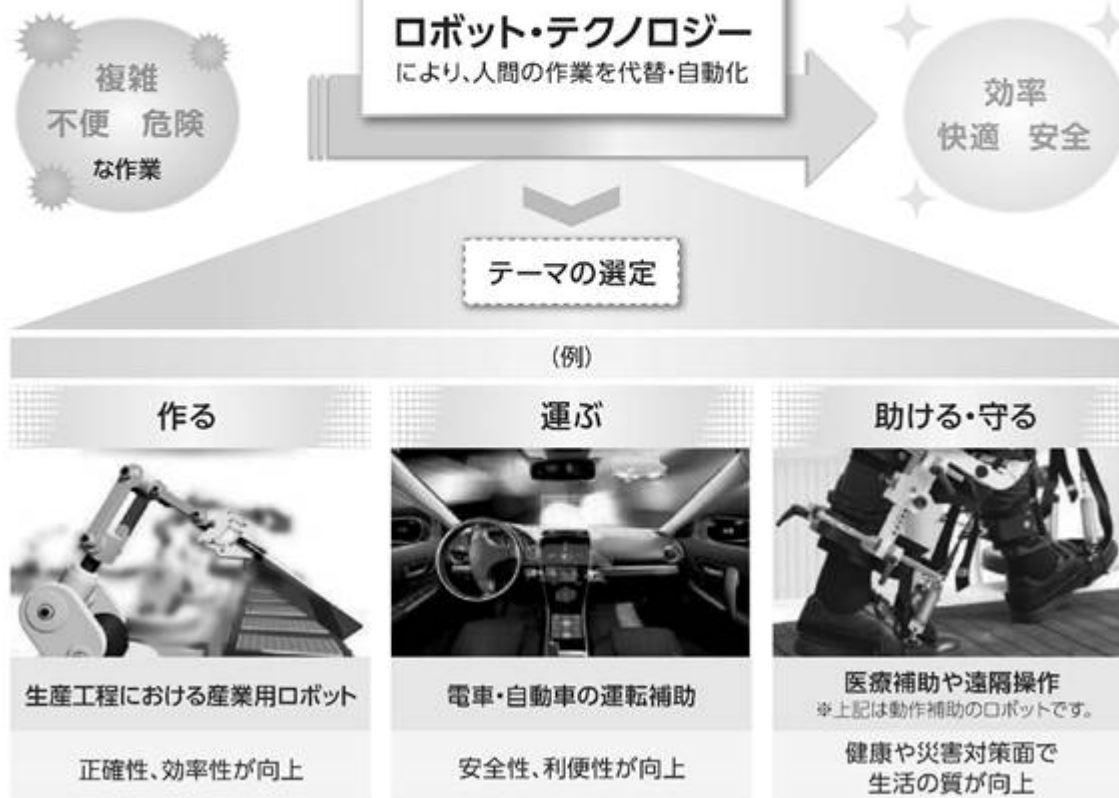 ロボット・テクノロジー
により、人間の作業を代替・自動化
複雑
不便 危険
な作業
効率
快適 安全
テーマの選定
(例)
作る
運ぶ
助ける・守る
生産工程における産業用ロボット
電車・自動車の運転補助
医療補助や遠隔操作
※上記は動作補助のロボットです。
正確性、効率性が向上
安全性、利便性が向上
健康や災害対策面で
生活の質が向上